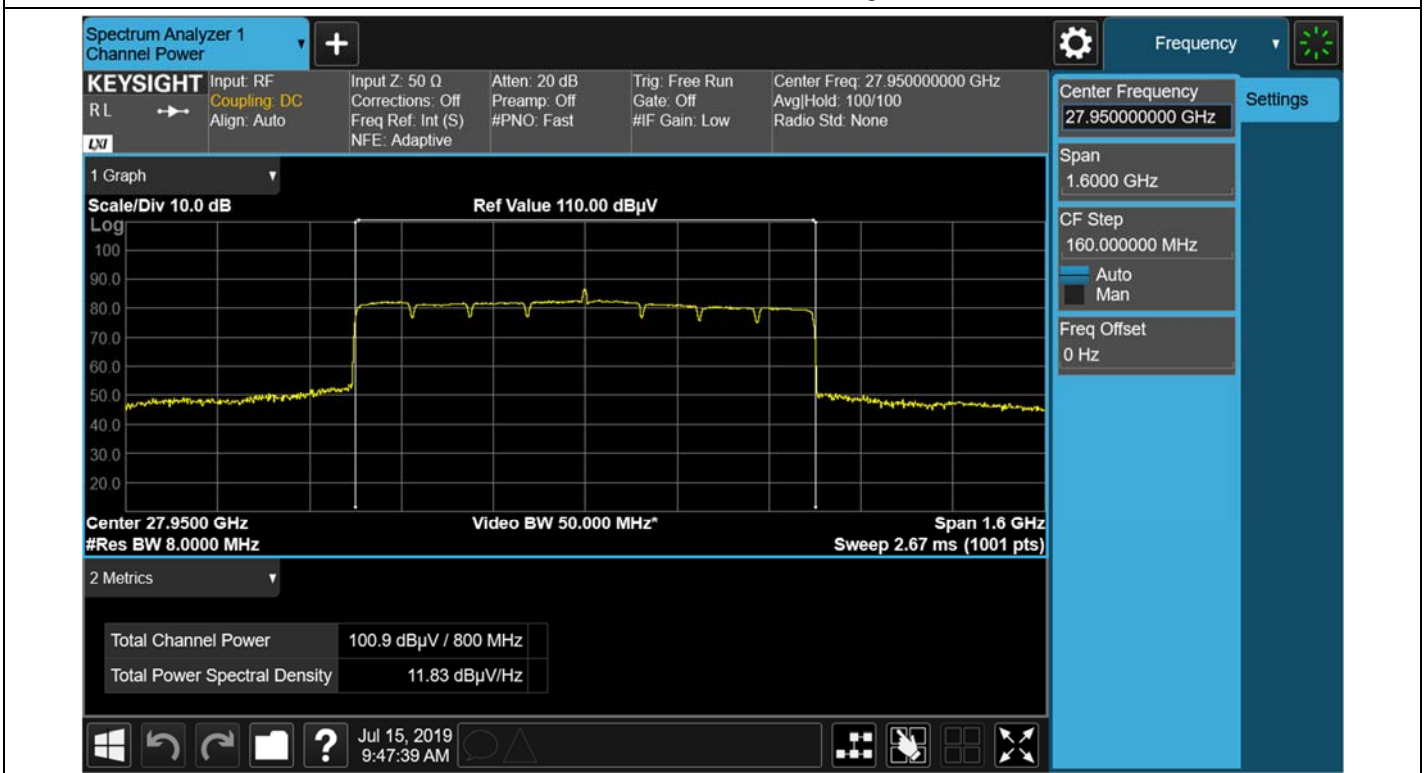 Spectrum Analyzer 1
Channel Power
Frequency
KEYSIGHT
RL
LXI
Input: RF
Coupling: DC
Align: Auto
Input Z: 50 Ω
Corrections: Off
Freq Ref: Int (S)
NFE: Adaptive
Atten: 20 dB
Preamp: Off
#PNO: Fast
Trig: Free Run
Gate: Off
#IF Gain: Low
Center Freq: 27.950000000 GHz
Avg|Hold: 100/100
Radio Std: None
Center Frequency
27.950000000 GHz
Settings
Span
1.6000 GHz
CF Step
160.000000 MHz
Auto
Man
Freq Offset
0 Hz
1 Graph
Scale/Div 10.0 dB
Ref Value 110.00 dBµV
Log
100
90.0
80.0
70.0
60.0
50.0
40.0
30.0
20.0
Center 27.9500 GHz
Video BW 50.000 MHz*
Span 1.6 GHz
#Res BW 8.0000 MHz
Sweep 2.67 ms (1001 pts)
2 Metrics
Total Channel Power 100.9 dBµV / 800 MHz
Total Power Spectral Density 11.83 dBµV/Hz
?
Jul 15, 2019
9:47:39 AM